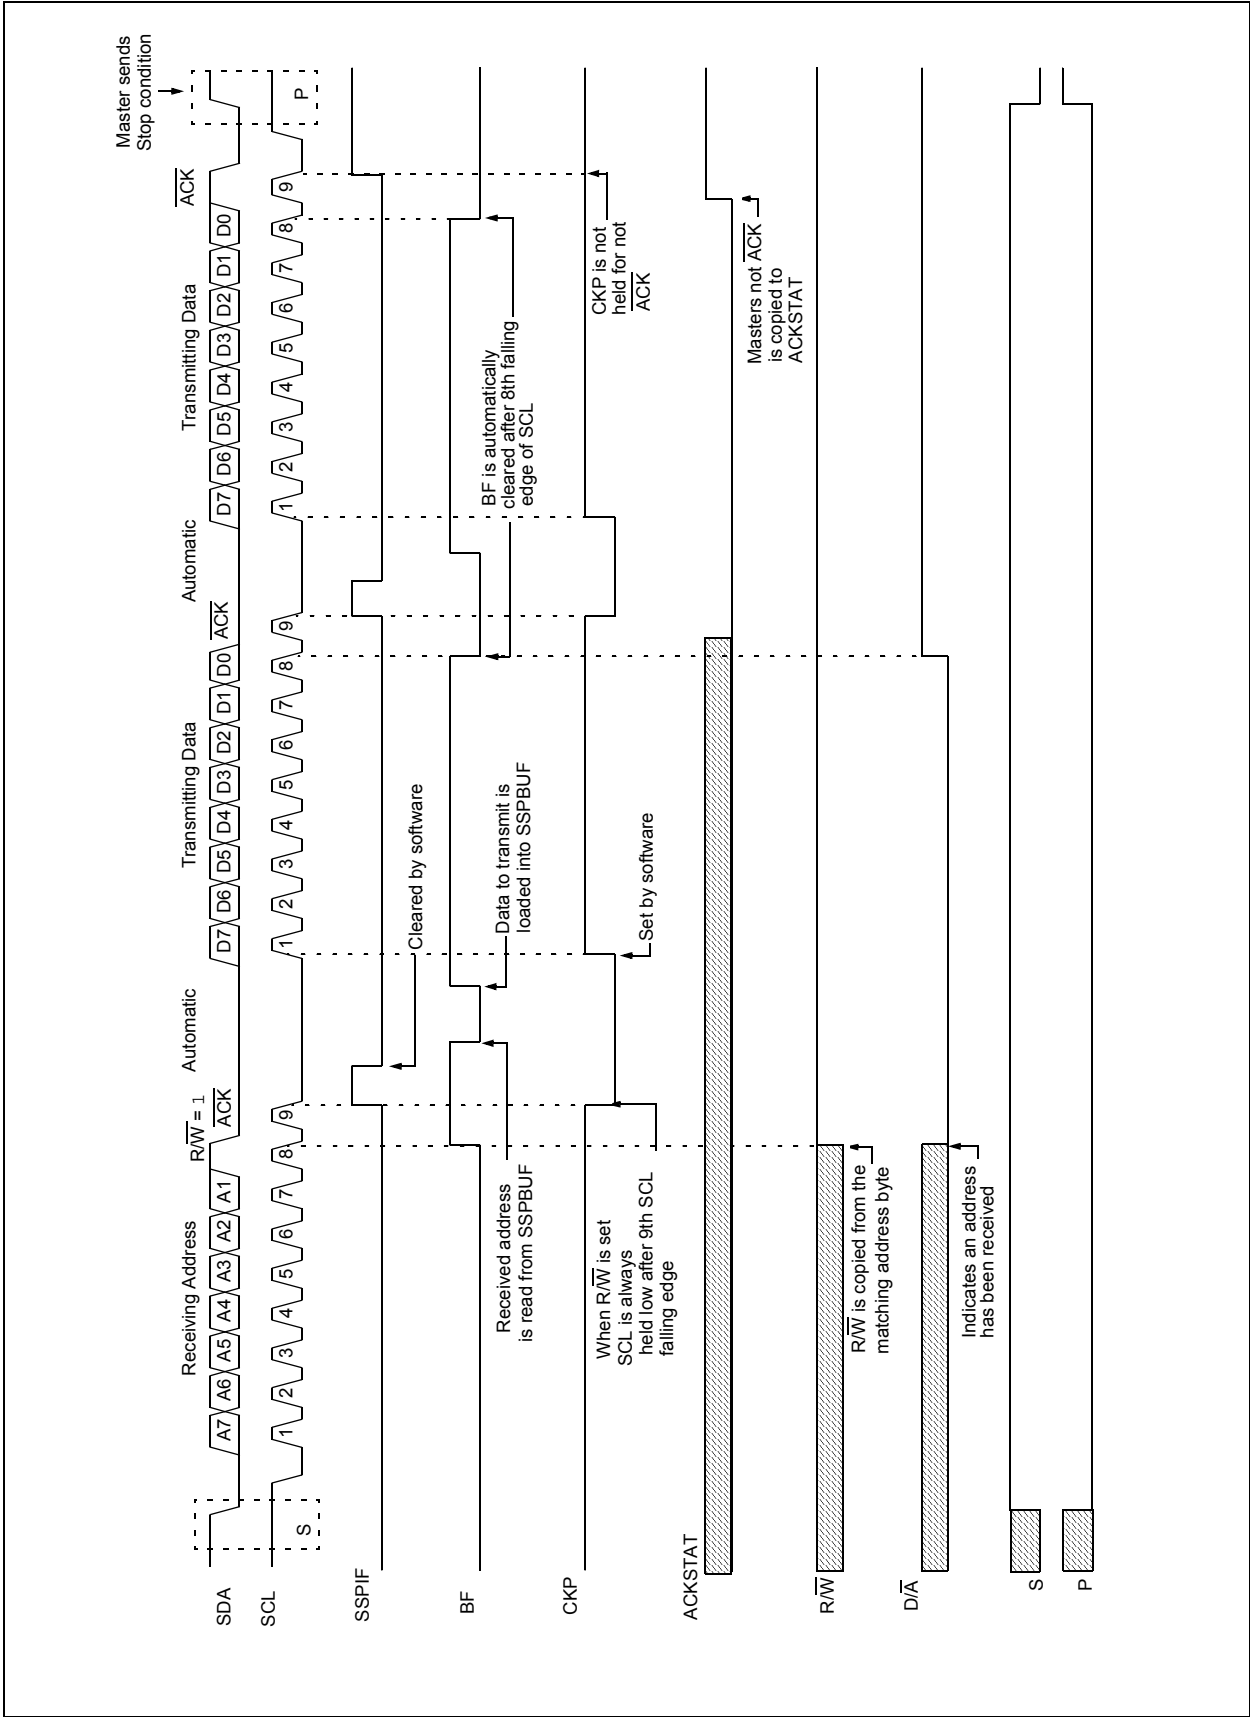 Master sends
Stop condition
Receiving Address
R/W = 1
ACK
Automatic
Transmitting Data
ACK
Automatic
Transmitting Data
ACK
SDA
A7 A6 A5 A4 A3 A2 A1
D7 D6 D5 D4 D3 D2 D1 D0
D7 D6 D5 D4 D3 D2 D1 D0
SCL
S
1 2 3 4 5 6 7 8 9
1 2 3 4 5 6 7 8 9
1 2 3 4 5 6 7 8 9
P
SSPIF
Cleared by software
BF
Received address
is read from SSPBUF
Data to transmit is
loaded into SSPBUF
BF is automatically
cleared after 8th falling
edge of SCL
CKP
When R/W is set
SCL is always
held low after 9th SCL
falling edge
Set by software
CKP is not
held for not
ACK
ACKSTAT
Masters not ACK
is copied to
ACKSTAT
R/W
R/W is copied from the
matching address byte
D/A
Indicates an address
has been received
S
P